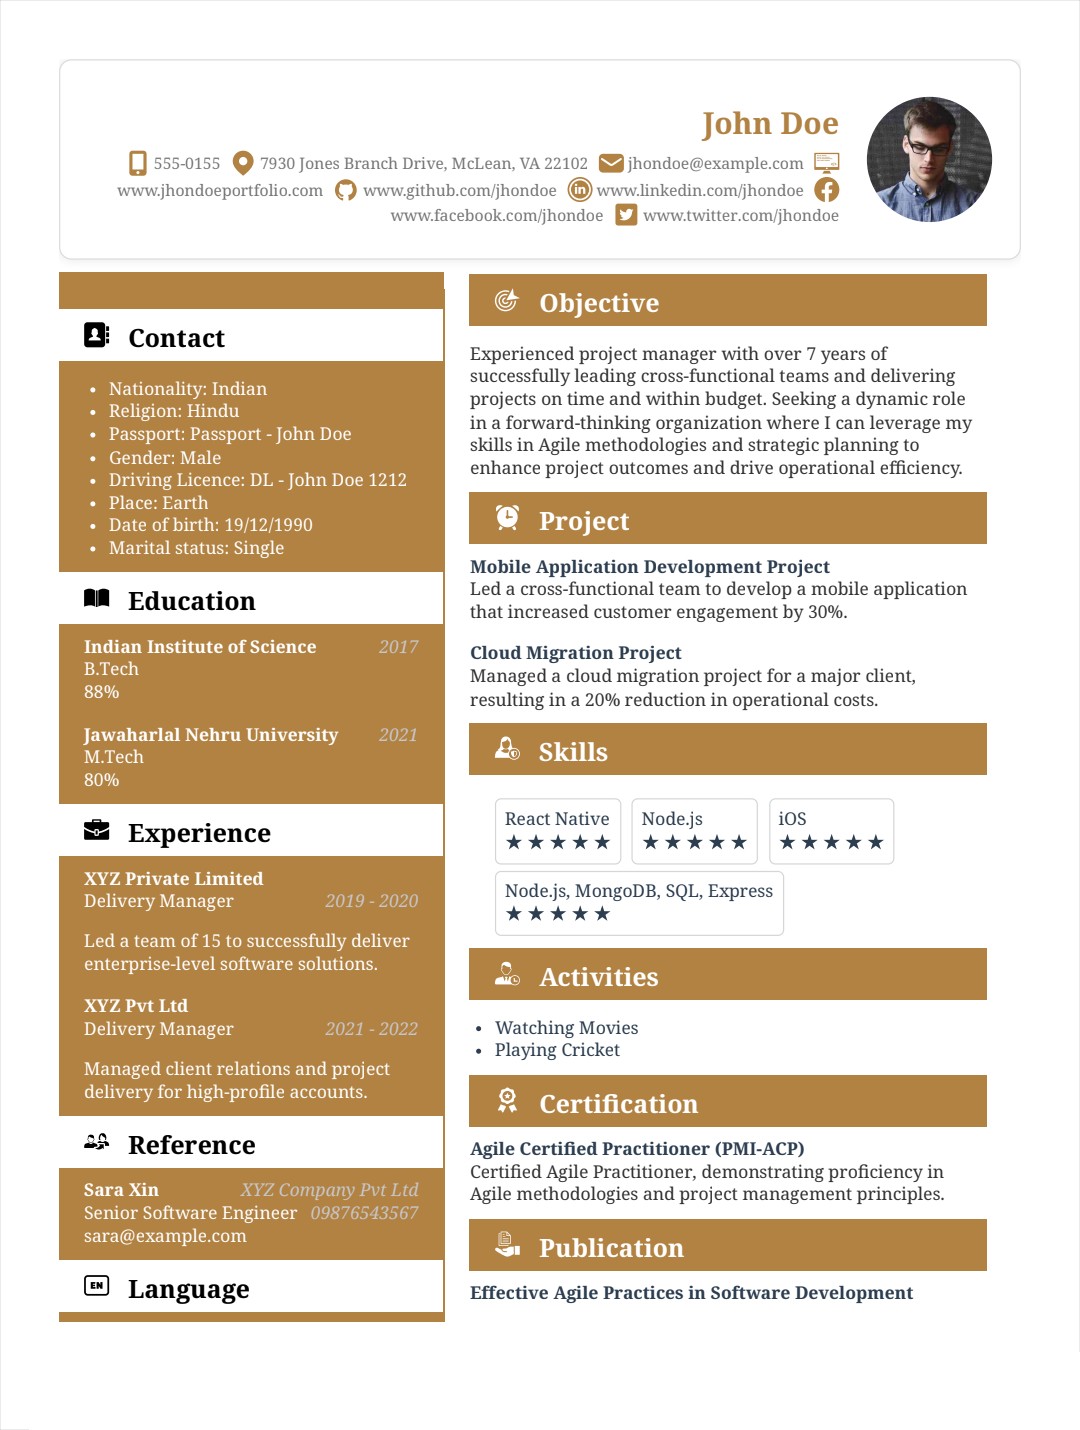 John Doe
555-0155 7930 Jones Branch Drive, McLean, VA 22102 jhondoe@example.com
www.jhondoeportfolio.com www.github.com/jhondoe www.linkedin.com/jhondoe
www.facebook.com/jhondoe www.twitter.com/jhondoe
Contact
• Nationality: Indian
• Religion: Hindu
• Passport: Passport - John Doe
• Gender: Male
• Driving Licence: DL - John Doe 1212
• Place: Earth
• Date of birth: 19/12/1990
• Marital status: Single
Education
Indian Institute of Science 2017
B.Tech
88%
Jawaharlal Nehru University 2021
M.Tech
80%
Experience
XYZ Private Limited
Delivery Manager 2019 - 2020
Led a team of 15 to successfully deliver
enterprise-level software solutions.
XYZ Pvt Ltd
Delivery Manager 2021 - 2022
Managed client relations and project
delivery for high-profile accounts.
Reference
Sara Xin XYZ Company Pvt Ltd
Senior Software Engineer 09876543567
sara@example.com
EN Language
Objective
Experienced project manager with over 7 years of
successfully leading cross-functional teams and delivering
projects on time and within budget. Seeking a dynamic role
in a forward-thinking organization where I can leverage my
skills in Agile methodologies and strategic planning to
enhance project outcomes and drive operational efficiency.
Project
Mobile Application Development Project
Led a cross-functional team to develop a mobile application
that increased customer engagement by 30%.
Cloud Migration Project
Managed a cloud migration project for a major client,
resulting in a 20% reduction in operational costs.
Skills
React Native Node.js iOS
★★★★★ ★★★★★ ★★★★★
Node.js, MongoDB, SQL, Express
★★★★★
Activities
• Watching Movies
• Playing Cricket
Certification
Agile Certified Practitioner (PMI-ACP)
Certified Agile Practitioner, demonstrating proficiency in
Agile methodologies and project management principles.
Publication
Effective Agile Practices in Software Development